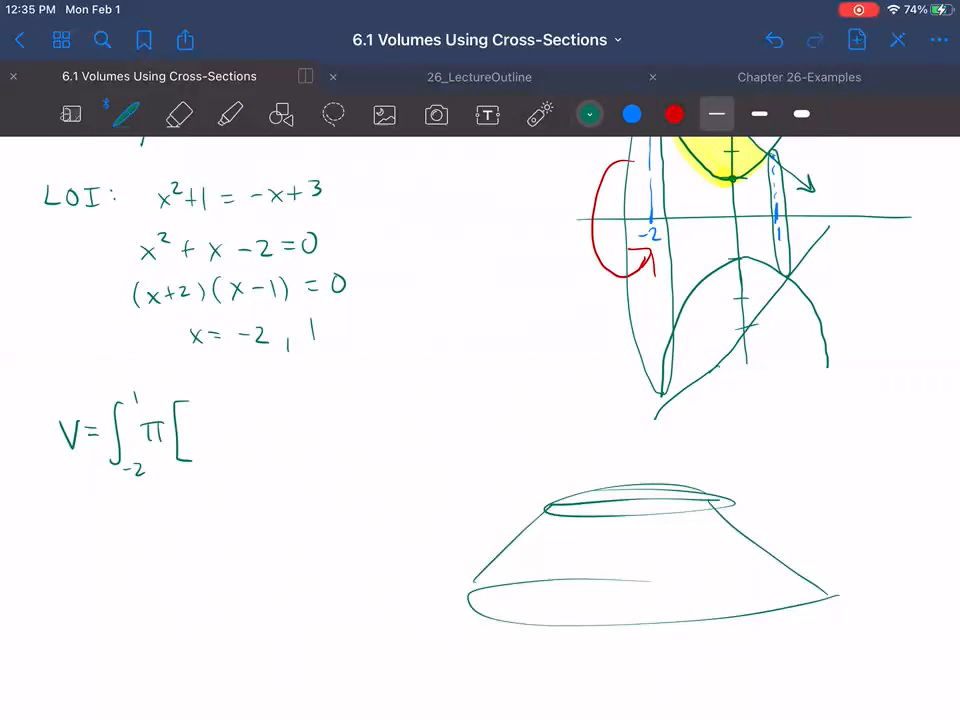 12:35 PM Mon Feb 1
74%
6.1 Volumes Using Cross-Sections
6.1 Volumes Using Cross-Sections
26_LectureOutline
Chapter 26-Examples
T
LOI: x²+1 = -x+3
x² + x -2 = 0
(x+2)(x-1) = 0
x = -2, 1
V = ∫₋₂¹ π [
-2
1